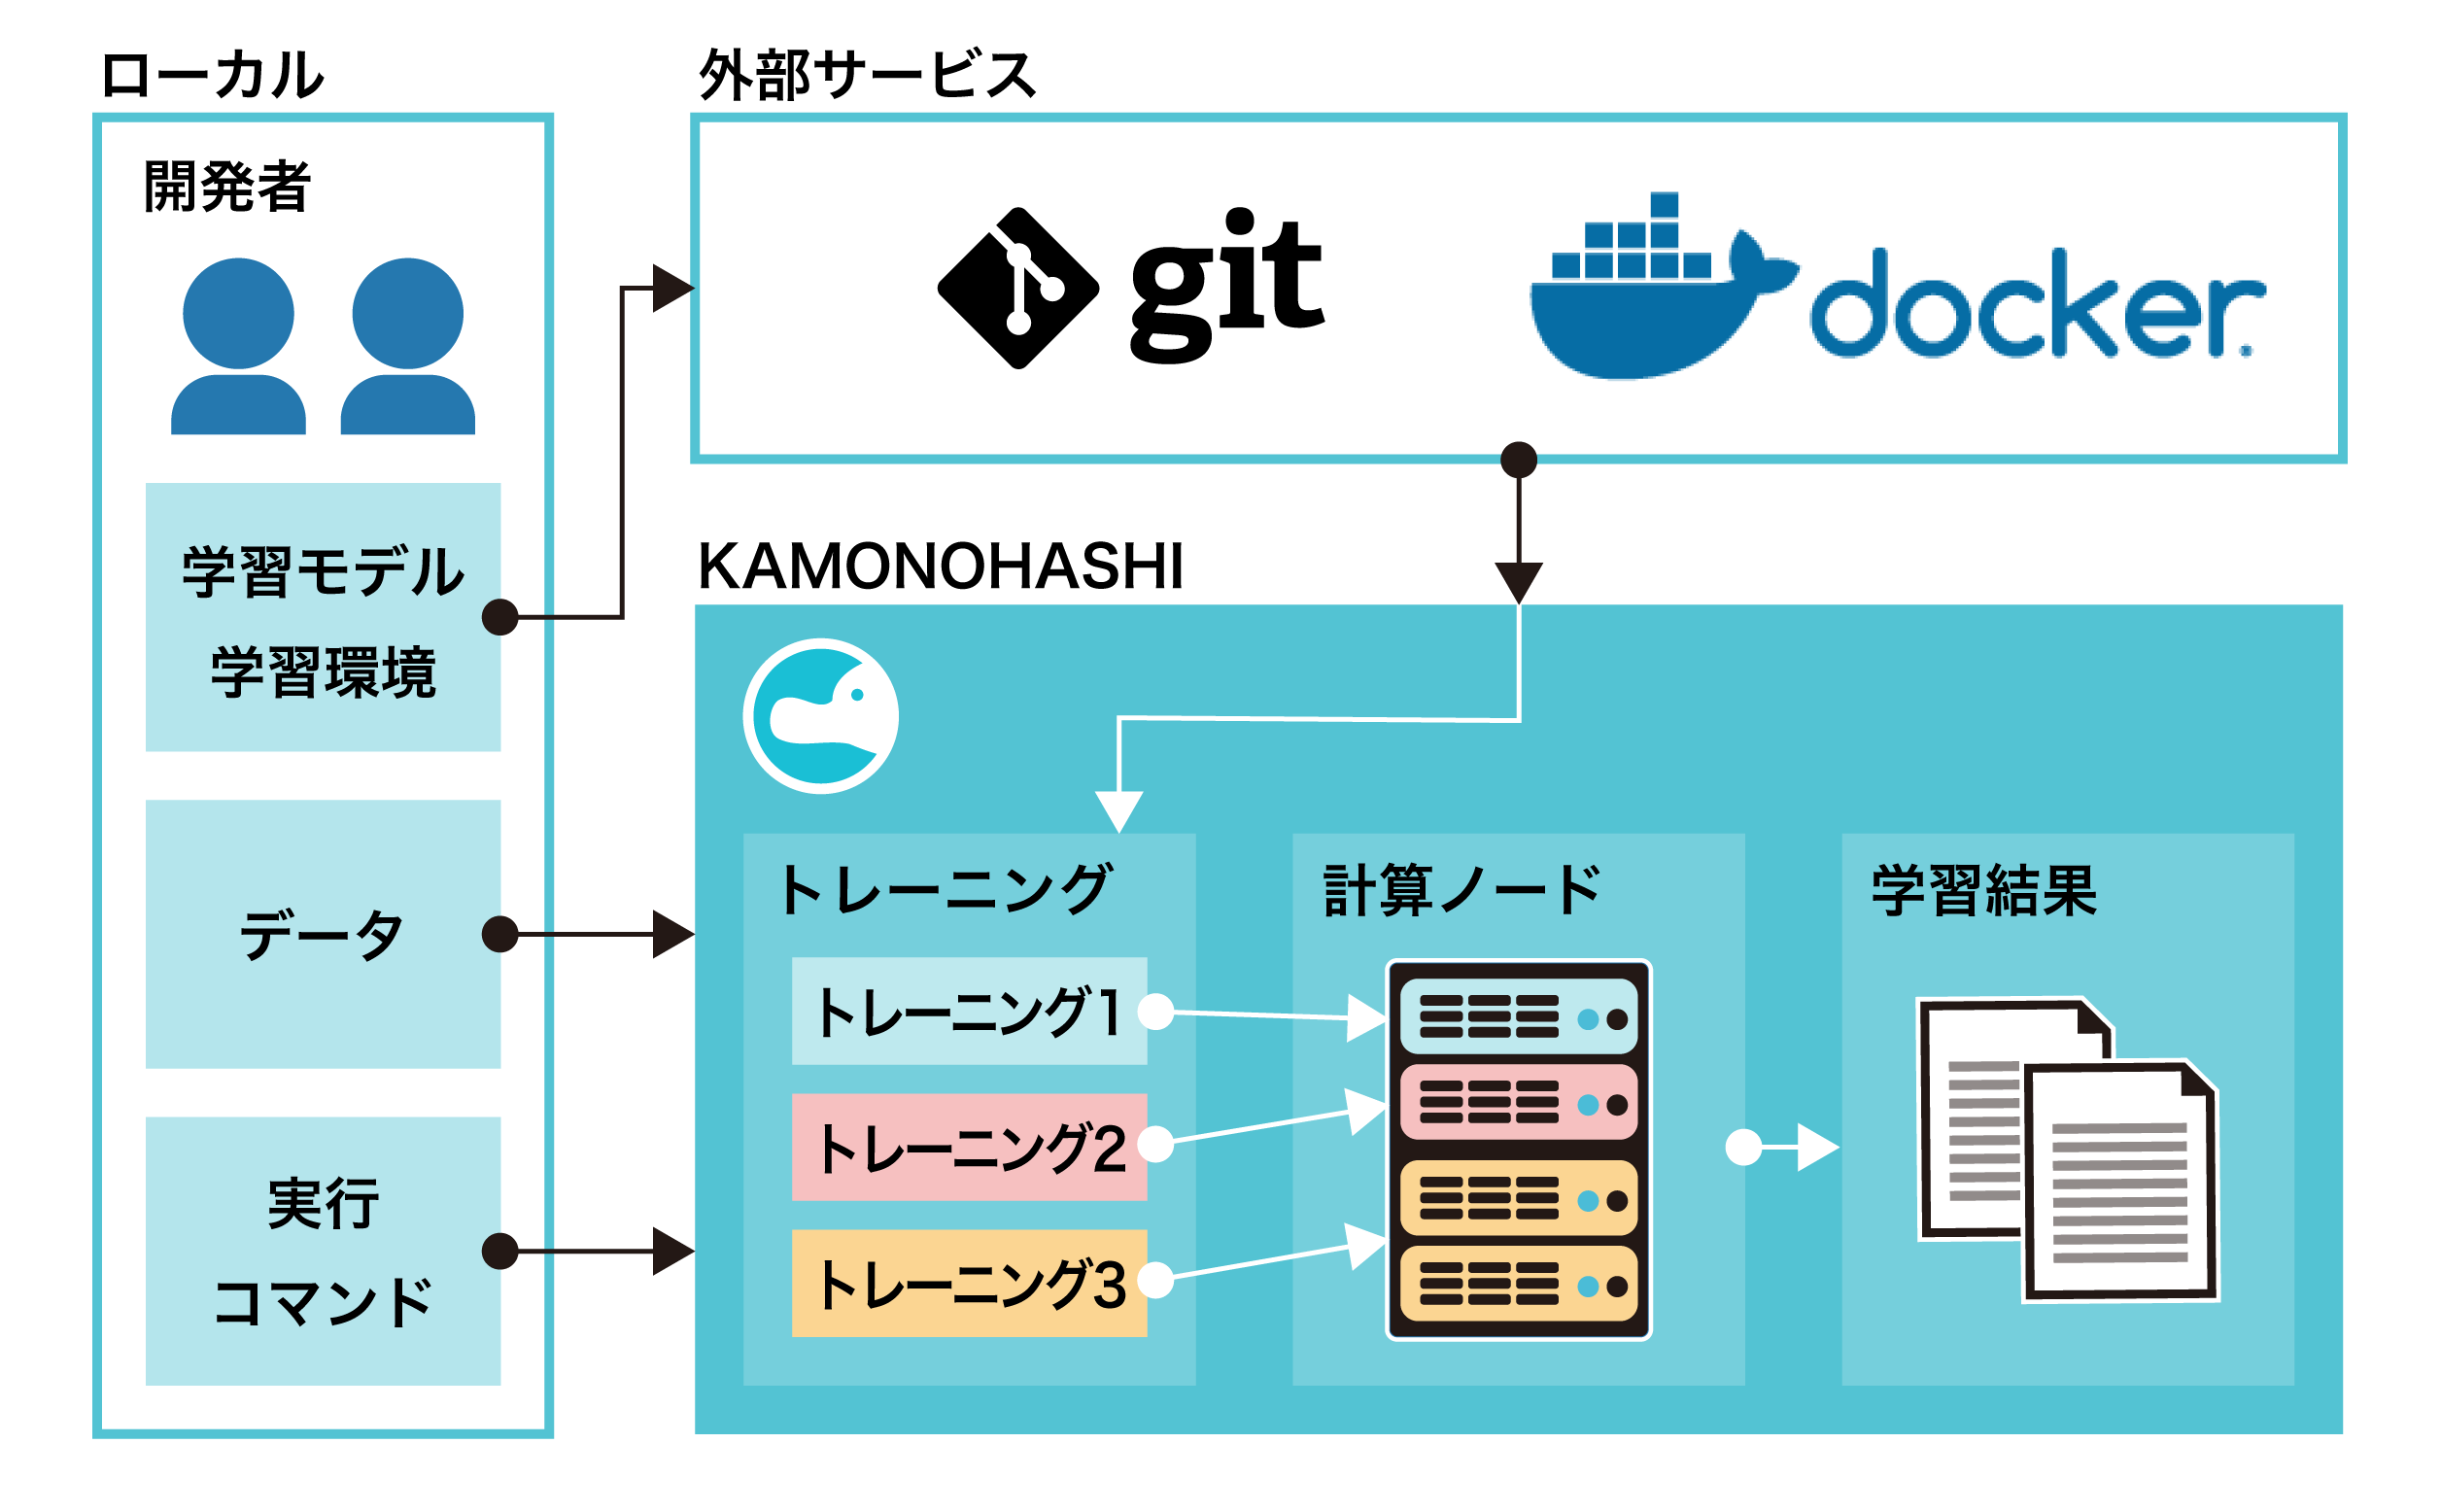 ローカル
開発者
学習モデル
学習環境
データ
実行
コマンド
外部サービス
git
docker
KAMONOHASHI
トレーニング
トレーニング1
トレーニング2
トレーニング3
計算ノード
学習結果